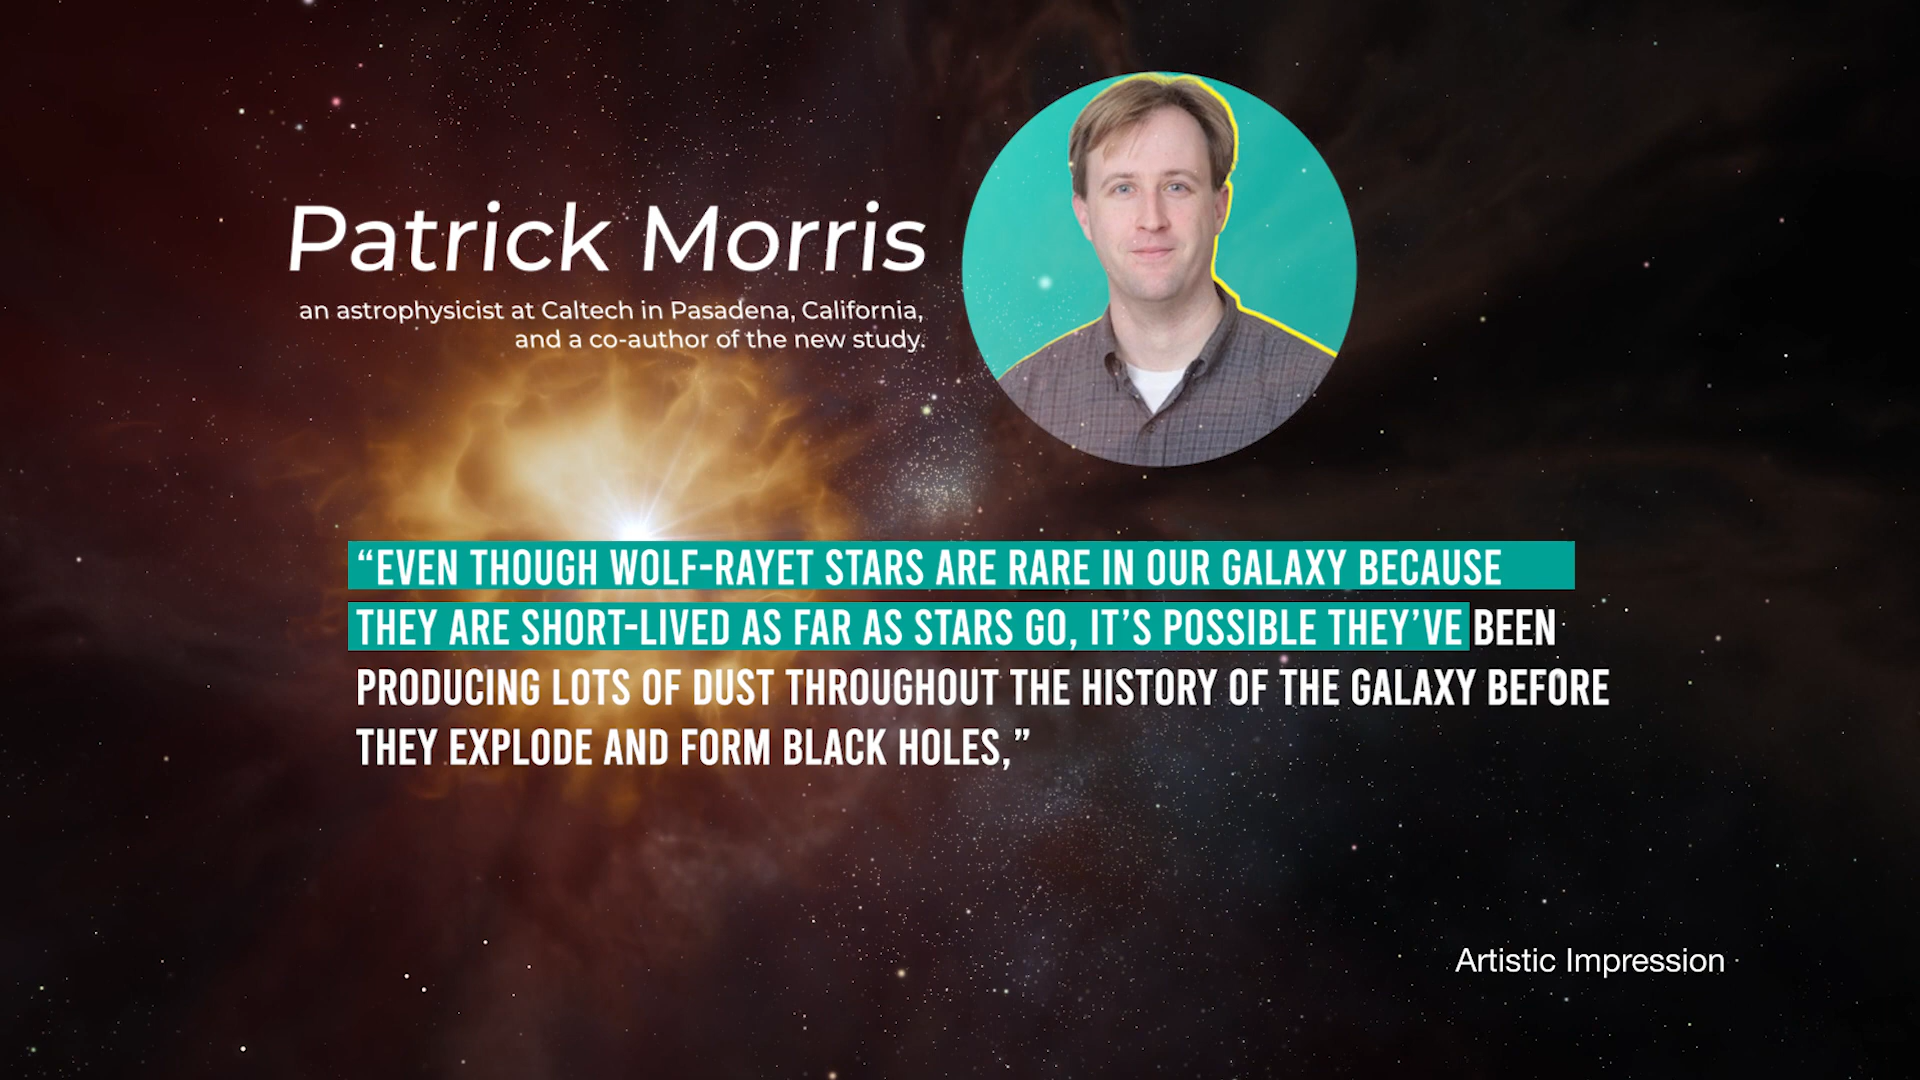 Patrick Morris
an astrophysicist at Caltech in Pasadena, California,
and a co-author of the new study.
“EVEN THOUGH WOLF-RAYET STARS ARE RARE IN OUR GALAXY BECAUSE
THEY ARE SHORT-LIVED AS FAR AS STARS GO, IT’S POSSIBLE THEY’VE BEEN
PRODUCING LOTS OF DUST THROUGHOUT THE HISTORY OF THE GALAXY BEFORE
THEY EXPLODE AND FORM BLACK HOLES,”
Artistic Impression